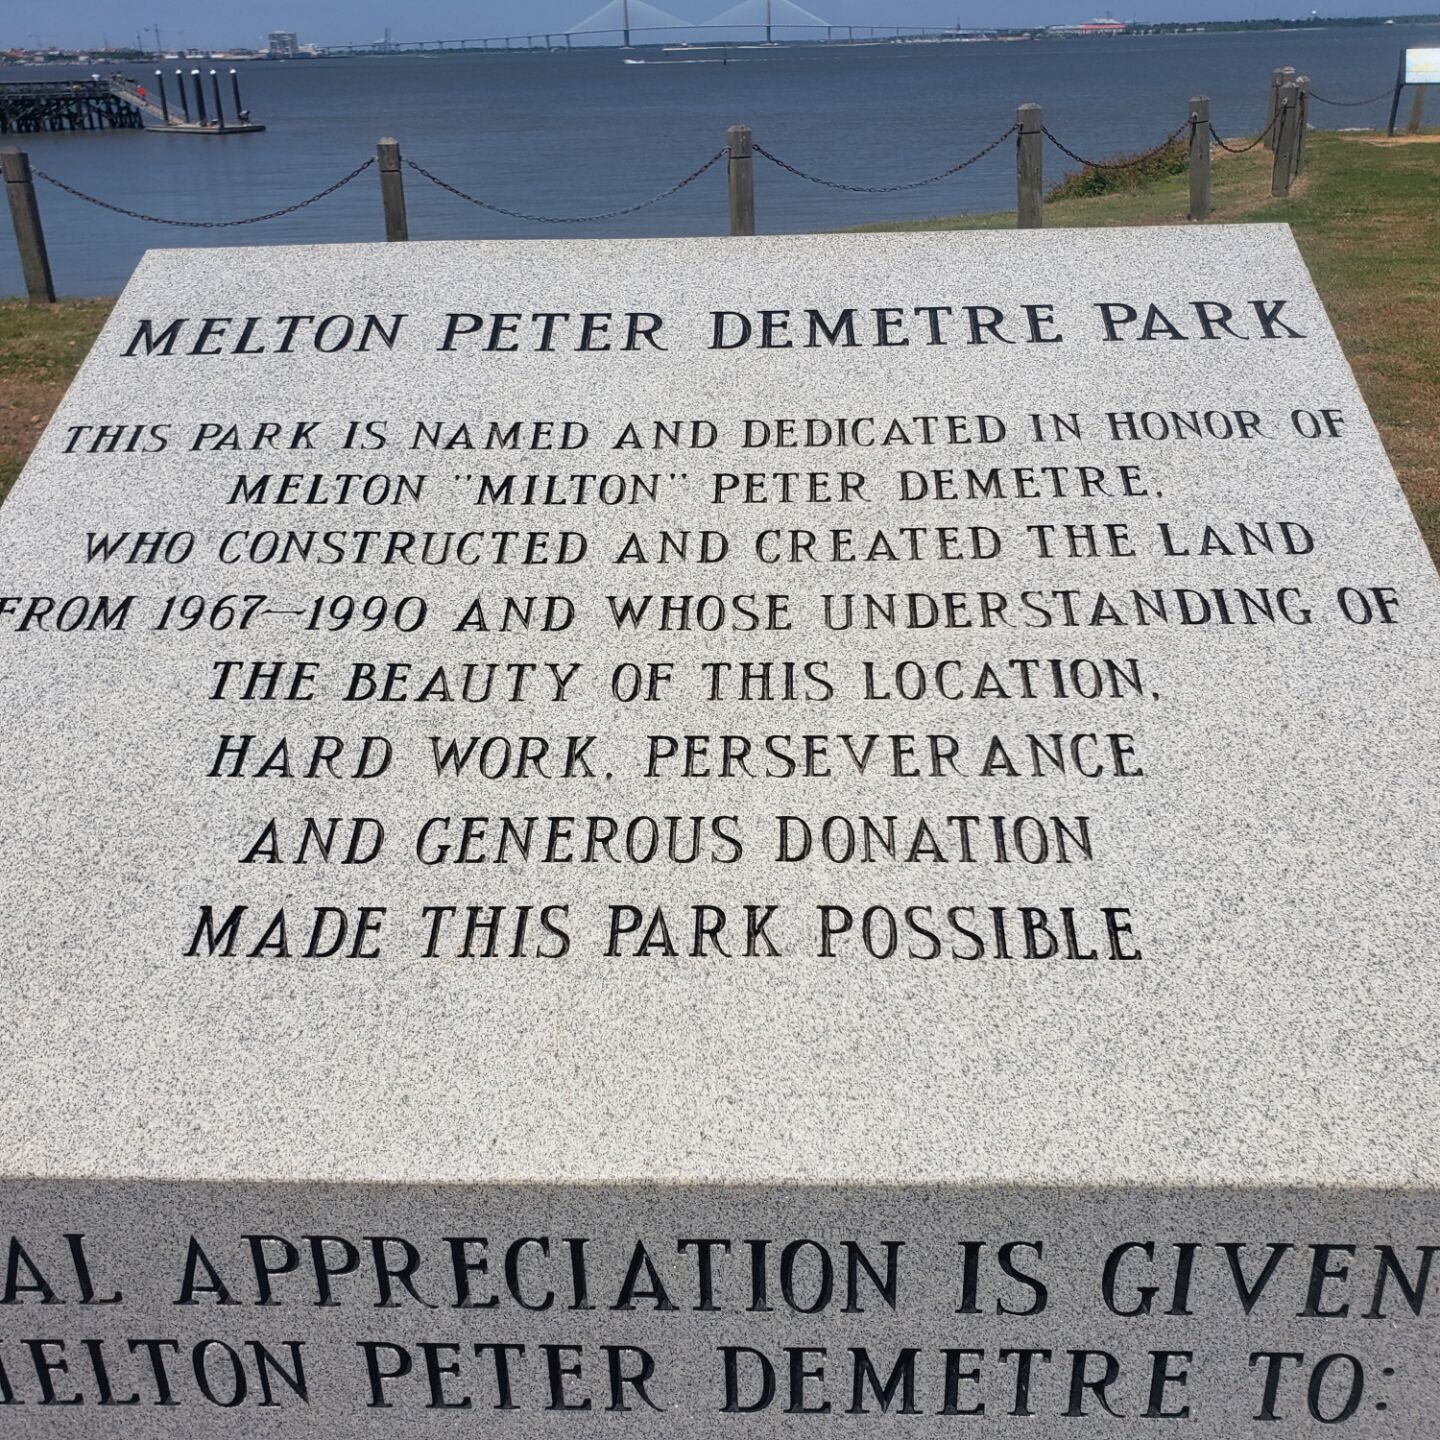 MELTON PETER DEMETRE PARK
THIS PARK IS NAMED AND DEDICATED IN HONOR OF
MELTON "MILTON" PETER DEMETRE,
WHO CONSTRUCTED AND CREATED THE LAND
FROM 1967—1990 AND WHOSE UNDERSTANDING OF
THE BEAUTY OF THIS LOCATION,
HARD WORK, PERSEVERANCE
AND GENEROUS DONATION
MADE THIS PARK POSSIBLE
AL APPRECIATION IS GIVEN
MELTON PETER DEMETRE TO: